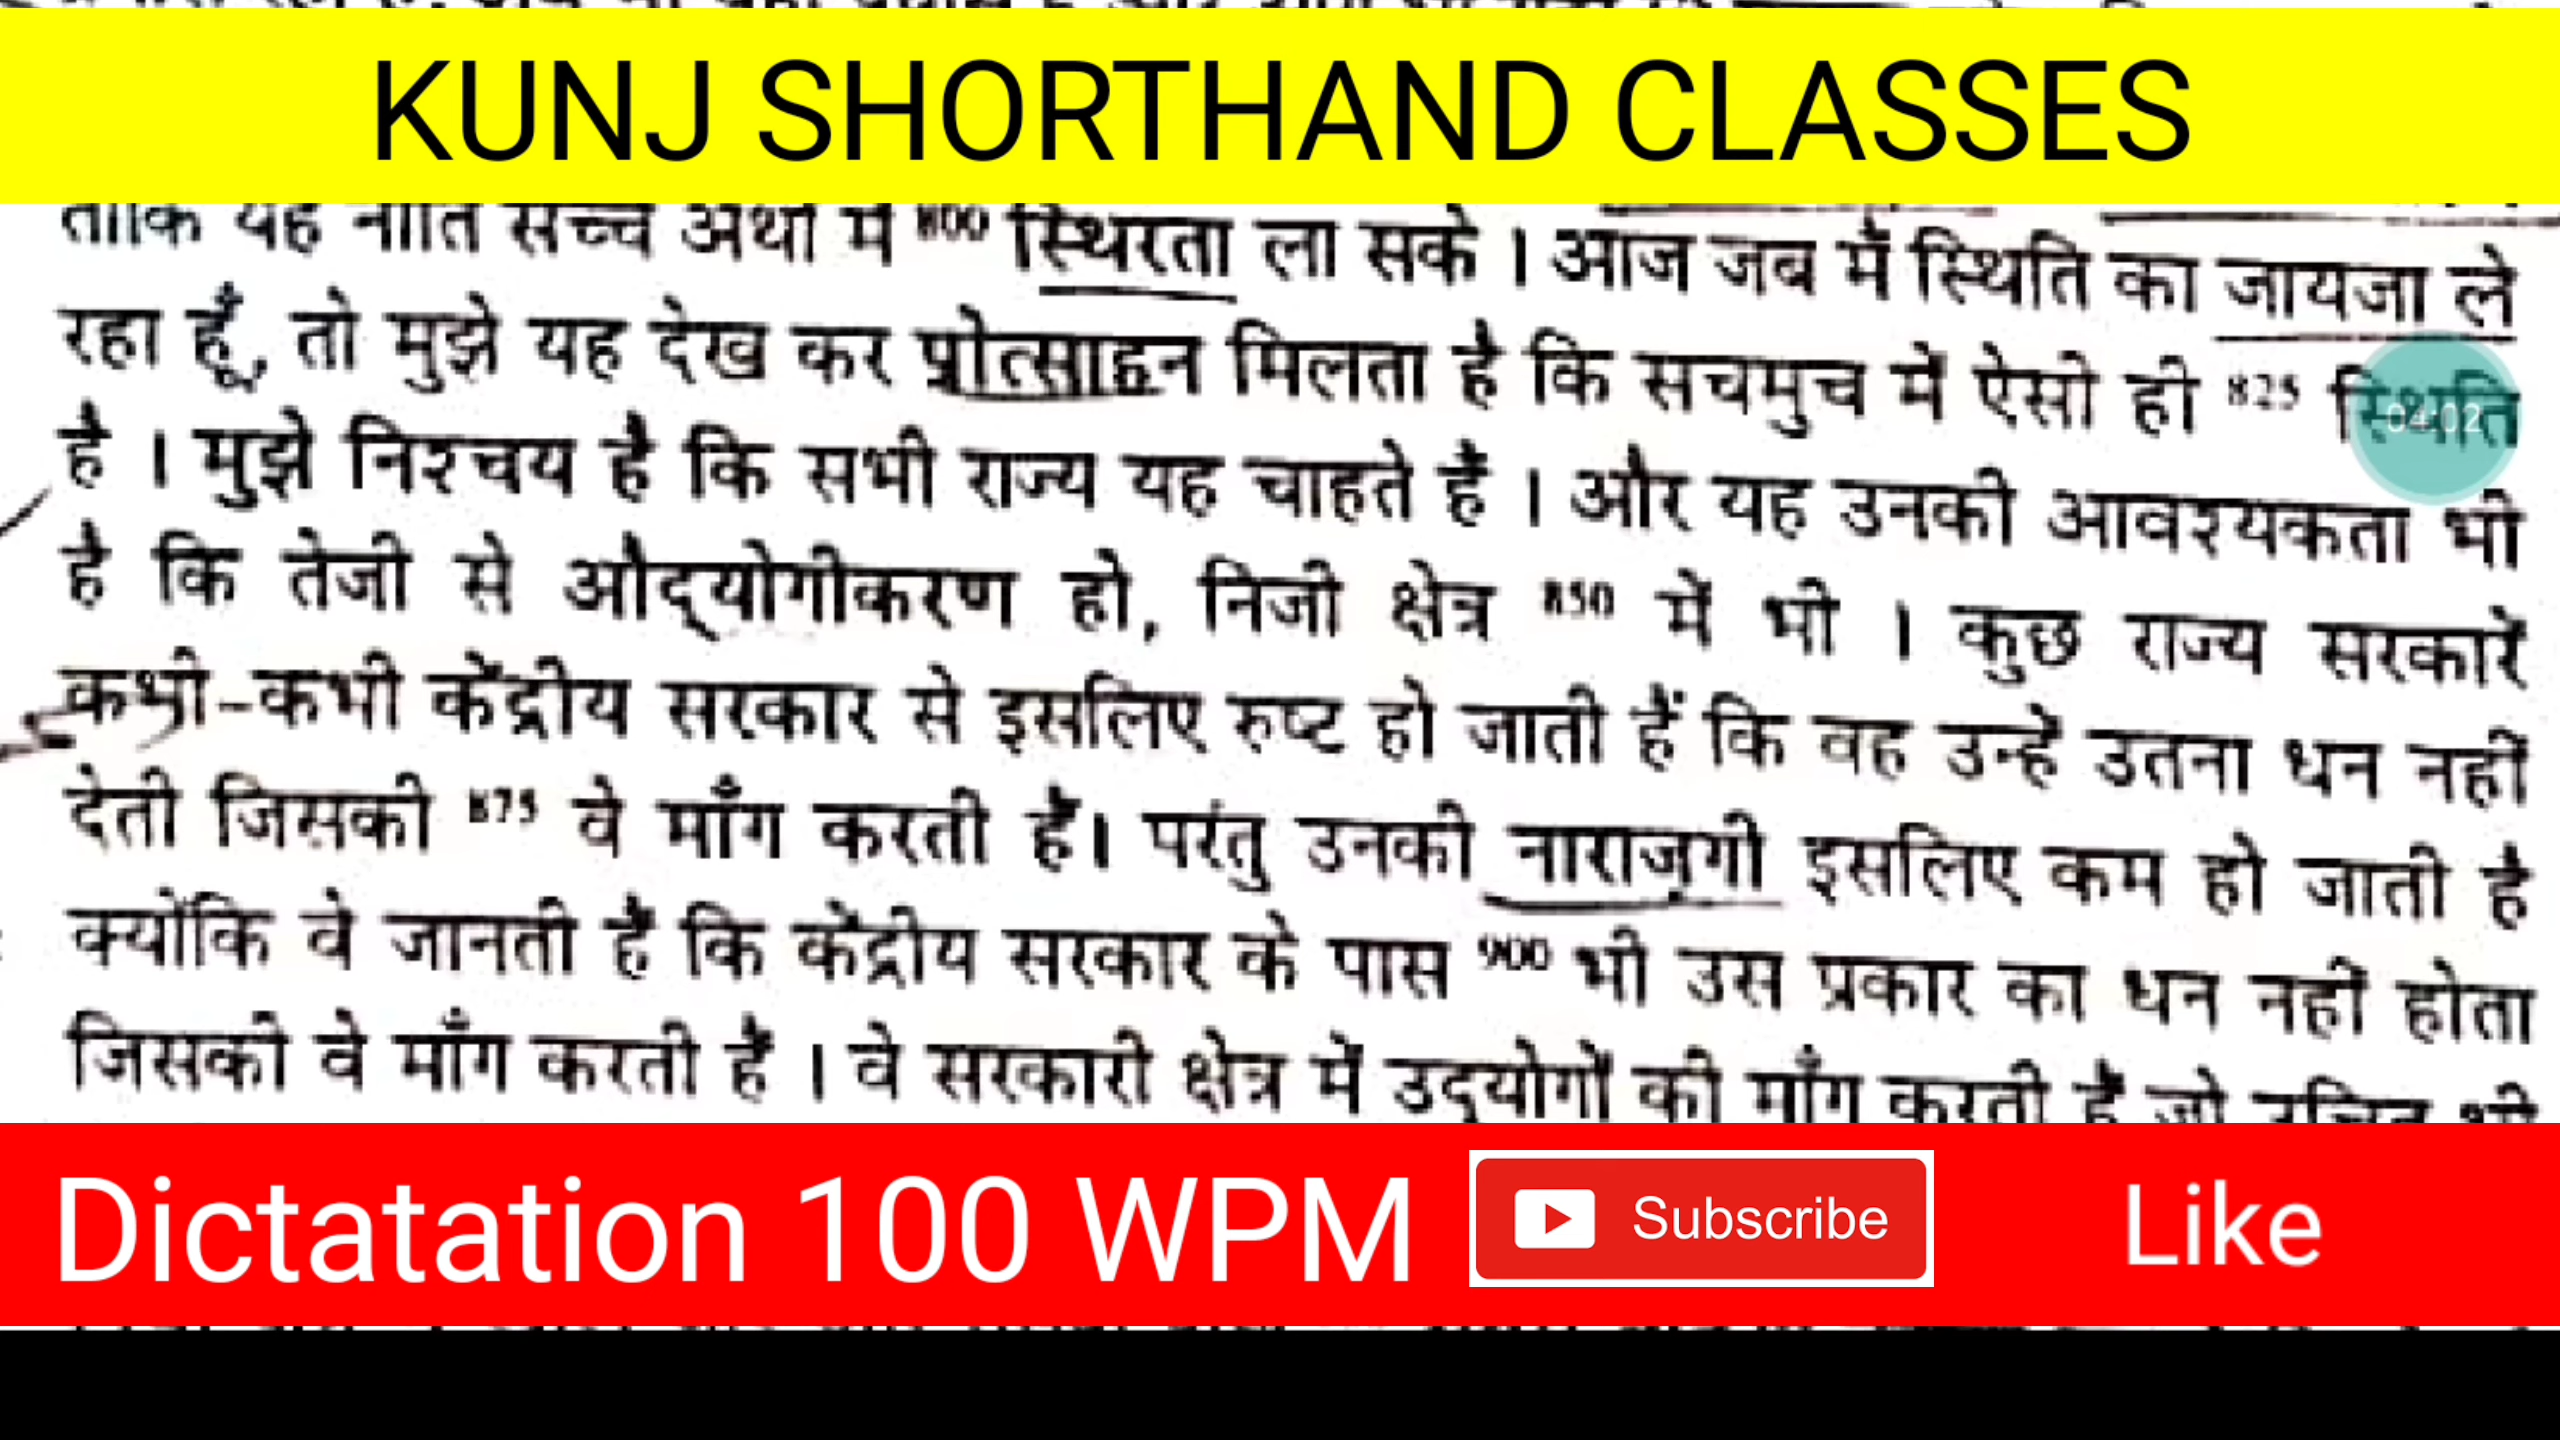 KUNJ SHORTHAND CLASSES
ताकि यह नीति सच्चे अर्थों में 800 स्थिरता ला सके । आज जब मैं स्थिति का जायजा ले
रहा हूँ, तो मुझे यह देख कर प्रोत्साहन मिलता है कि सचमुच में ऐसी ही 825 स्थिति
04:02
है । मुझे निश्चय है कि सभी राज्य यह चाहते हैं । और यह उनकी आवश्यकता भी
है कि तेजी से औद्योगीकरण हो, निजी क्षेत्र 850 में भी । कुछ राज्य सरकारें
कभी-कभी केंद्रीय सरकार से इसलिए रुष्ट हो जाती हैं कि वह उन्हें उतना धन नहीं
देती जिसकी 875 वे माँग करती हैं। परंतु उनकी नाराज़गी इसलिए कम हो जाती है
क्योंकि वे जानती हैं कि केंद्रीय सरकार के पास 900 भी उस प्रकार का धन नहीं होता
जिसकी वे माँग करती हैं । वे सरकारी क्षेत्र में उद्योगों की माँग करती हैं जो
Dictatation 100 WPM Subscribe Like